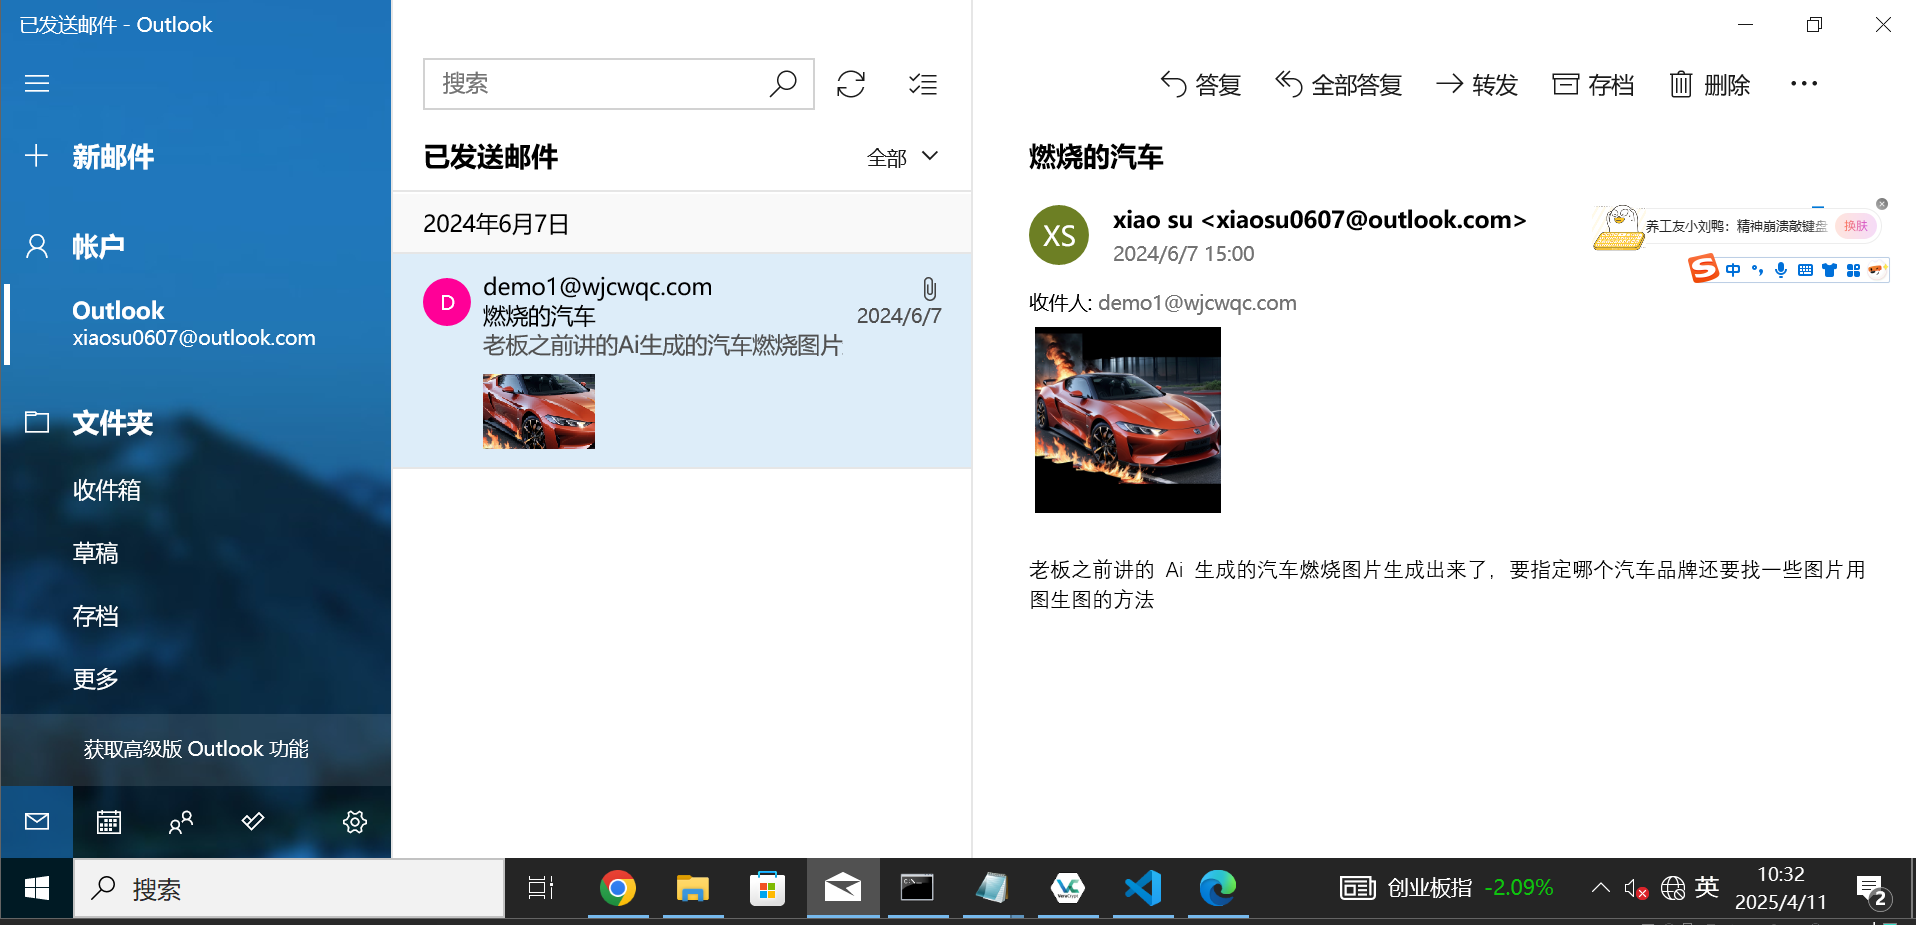 已发送邮件 - Outlook
新邮件
帐户
Outlook
xiaosu0607@outlook.com
文件夹
收件箱
草稿
存档
更多
获取高级版 Outlook 功能
搜索
已发送邮件
全部
2024年6月7日
D
demo1@wjcwqc.com
燃烧的汽车
2024/6/7
老板之前讲的Ai生成的汽车燃烧图片
答复
全部答复
转发
存档
删除
燃烧的汽车
XS
xiao su <xiaosu0607@outlook.com>
2024/6/7 15:00
收件人: demo1@wjcwqc.com
养工友小刘鸭：精神崩溃敲键盘
换肤
中
老板之前讲的 Ai 生成的汽车燃烧图片生成出来了，要指定哪个汽车品牌还要找一些图片用
图生图的方法
搜索
创业板指 -2.09%
英
10:32
2025/4/11
2